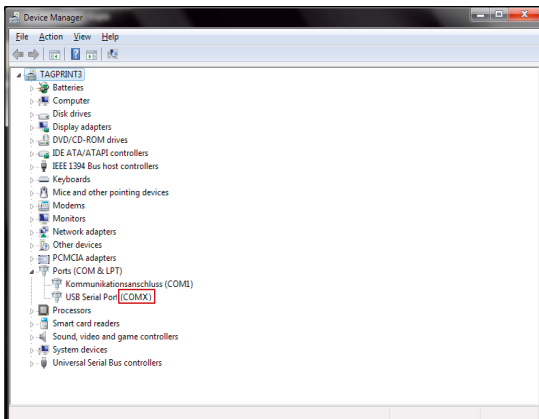 Device Manager
File Action View Help
TAGPRINT3
Batteries
Computer
Disk drives
Display adapters
DVD/CD-ROM drives
IDE ATA/ATAPI controllers
IEEE 1394 Bus host controllers
Keyboards
Mice and other pointing devices
Modems
Monitors
Network adapters
Other devices
PCMCIA adapters
Ports (COM & LPT)
Kommunikationsanschluss (COM1)
USB Serial Port (COMX)
Processors
Smart card readers
Sound, video and game controllers
System devices
Universal Serial Bus controllers